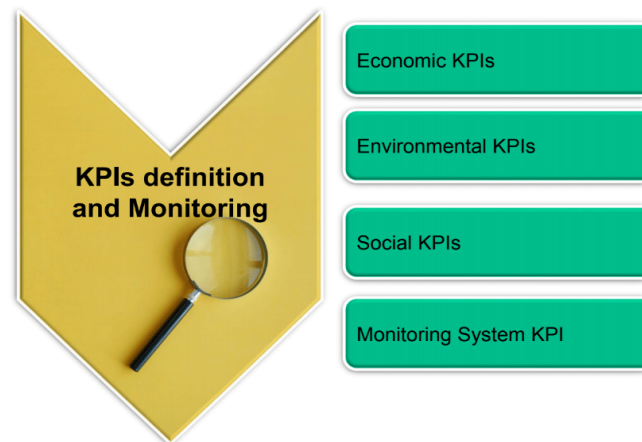 KPIs definition
and Monitoring
Economic KPIs
Environmental KPIs
Social KPIs
Monitoring System KPI